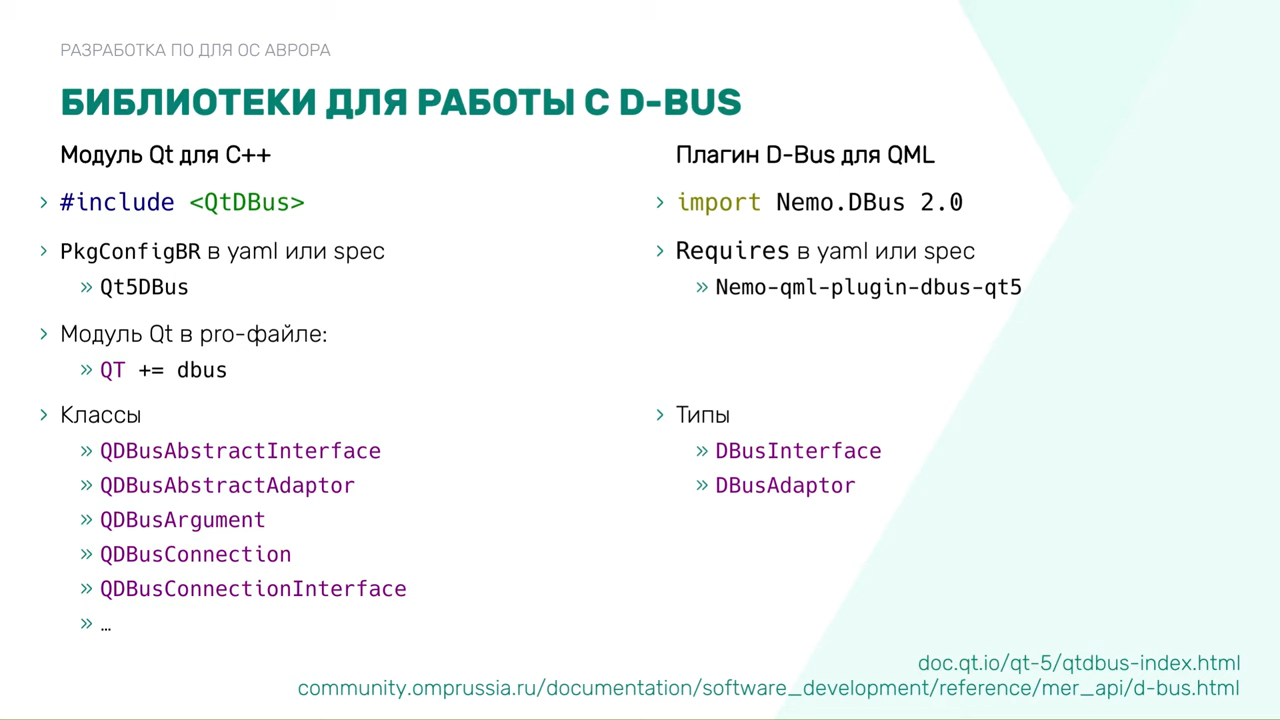 РАЗРАБОТКА ПО ДЛЯ ОС АВРОРА
БИБЛИОТЕКИ ДЛЯ РАБОТЫ С D-BUS
Модуль Qt для C++
› #include <QtDBus>
› PkgConfigBR в yaml или spec
» Qt5DBus
› Модуль Qt в pro-файле:
» QT += dbus
› Классы
» QDBusAbstractInterface
» QDBusAbstractAdaptor
» QDBusArgument
» QDBusConnection
» QDBusConnectionInterface
» …
Плагин D-Bus для QML
› import Nemo.DBus 2.0
› Requires в yaml или spec
» Nemo-qml-plugin-dbus-qt5
› Типы
» DBusInterface
» DBusAdaptor
doc.qt.io/qt-5/qtdbus-index.html
community.omprussia.ru/documentation/software_development/reference/mer_api/d-bus.html